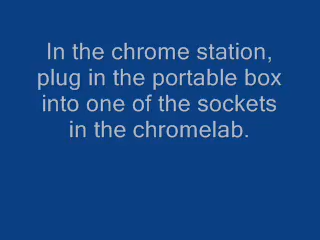 In the chrome station,
plug in the portable box
into one of the sockets
in the chromelab.